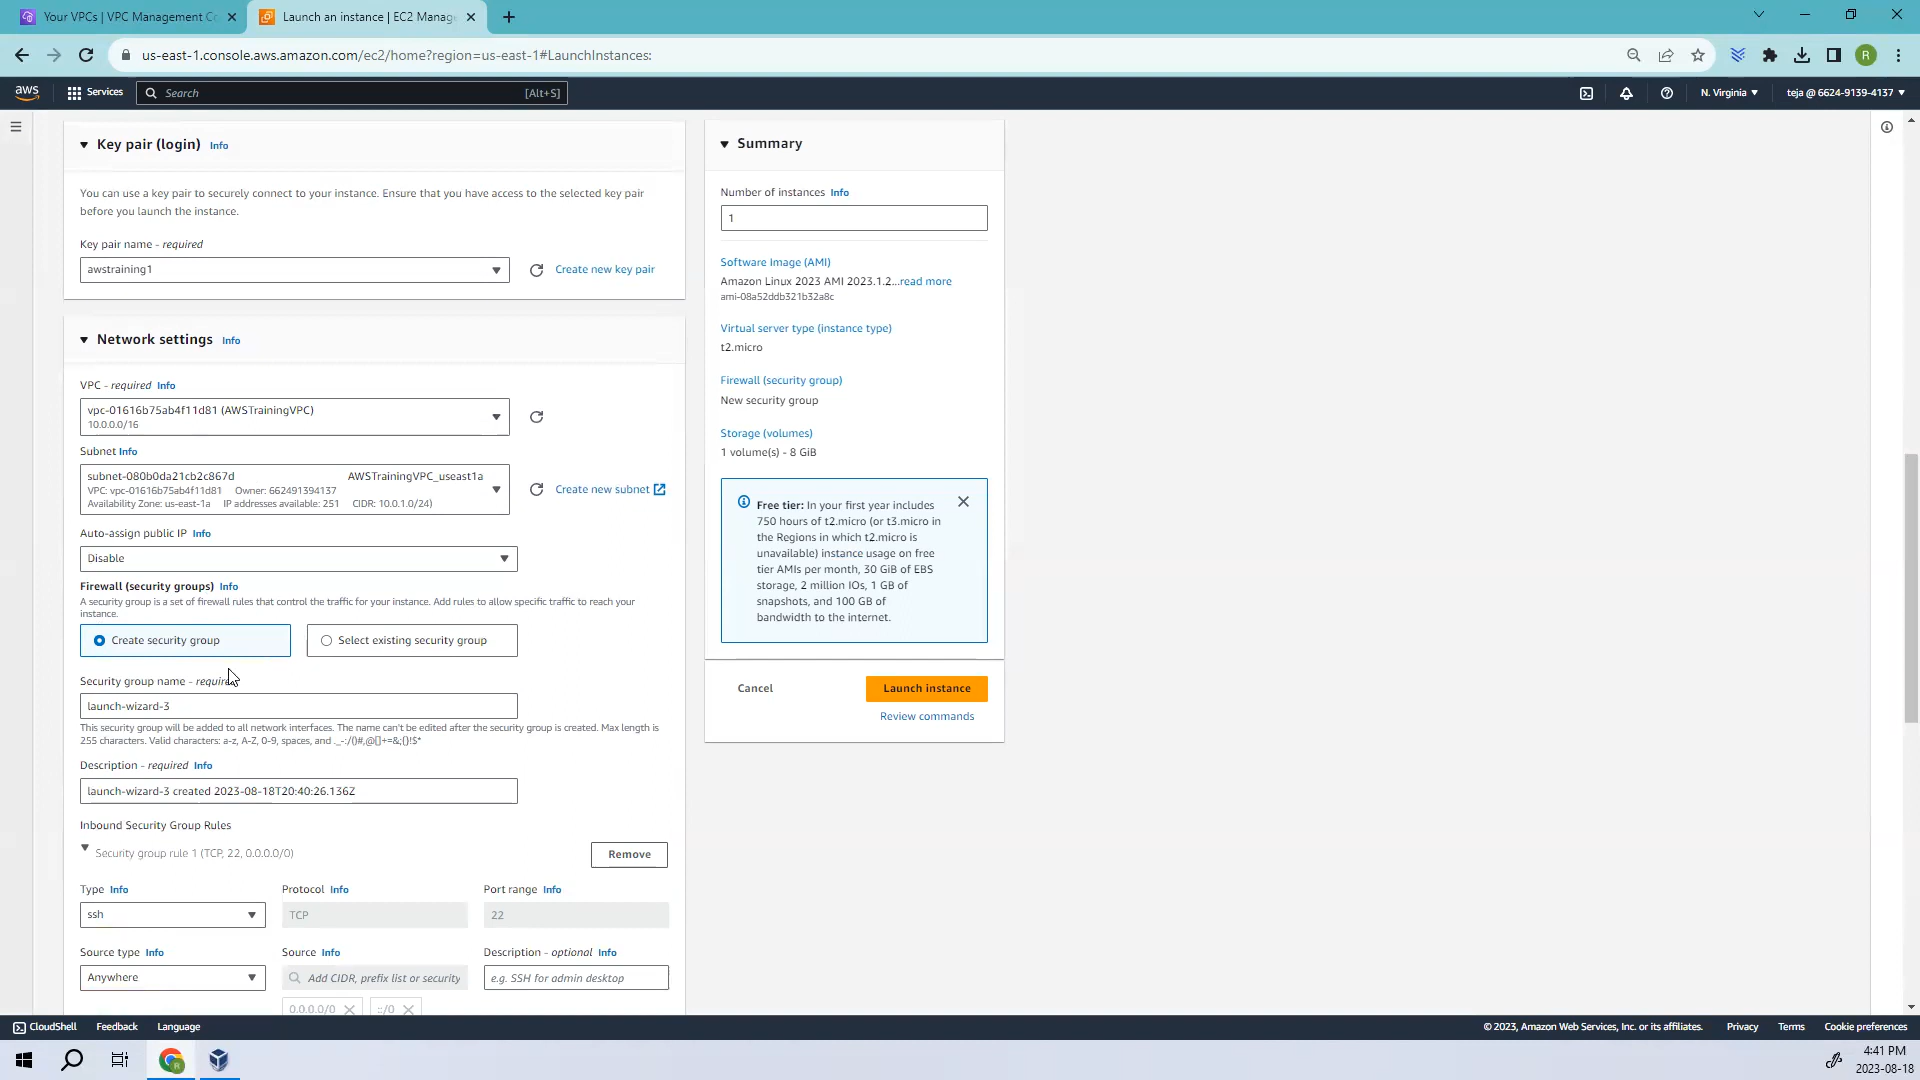 Your VPCs | VPC Management Co
Launch an instance | EC2 Manage
us-east-1.console.aws.amazon.com/ec2/home?region=us-east-1#LaunchInstances:
aws
Services
Search
[Alt+S]
N. Virginia
teja @ 6624-9139-4137
Key pair (login) Info
You can use a key pair to securely connect to your instance. Ensure that you have access to the selected key pair
before you launch the instance.
Key pair name - required
awstraining1
Create new key pair
Network settings Info
VPC - required Info
vpc-01616b75ab4f11d81 (AWSTrainingVPC)
10.0.0.0/16
Subnet Info
subnet-080b0da21cb2c867d AWSTrainingVPC_useast1a
VPC: vpc-01616b75ab4f11d81 Owner: 662491394137
Availability Zone: us-east-1a IP addresses available: 251 CIDR: 10.0.1.0/24)
Create new subnet
Auto-assign public IP Info
Disable
Firewall (security groups) Info
A security group is a set of firewall rules that control the traffic for your instance. Add rules to allow specific traffic to reach your
instance.
Create security group
Select existing security group
Security group name - required
launch-wizard-3
This security group will be added to all network interfaces. The name can't be edited after the security group is created. Max length is
255 characters. Valid characters: a-z, A-Z, 0-9, spaces, and ._-:/()#,@[]+=&;{}!$*
Description - required Info
launch-wizard-3 created 2023-08-18T20:40:26.136Z
Inbound Security Group Rules
Security group rule 1 (TCP, 22, 0.0.0.0/0)
Remove
Type Info
Protocol Info
Port range Info
ssh
TCP
22
Source type Info
Source Info
Description - optional Info
Anywhere
Add CIDR, prefix list or security
e.g. SSH for admin desktop
0.0.0.0/0
::/0
Summary
Number of instances Info
1
Software Image (AMI)
Amazon Linux 2023 AMI 2023.1.2...read more
ami-08a52ddb321b32a8c
Virtual server type (instance type)
t2.micro
Firewall (security group)
New security group
Storage (volumes)
1 volume(s) - 8 GiB
Free tier: In your first year includes
750 hours of t2.micro (or t3.micro in
the Regions in which t2.micro is
unavailable) instance usage on free
tier AMIs per month, 30 GiB of EBS
storage, 2 million IOs, 1 GB of
snapshots, and 100 GB of
bandwidth to the internet.
Cancel
Launch instance
Review commands
CloudShell
Feedback
Language
© 2023, Amazon Web Services, Inc. or its affiliates.
Privacy
Terms
Cookie preferences
R
4:41 PM
2023-08-18